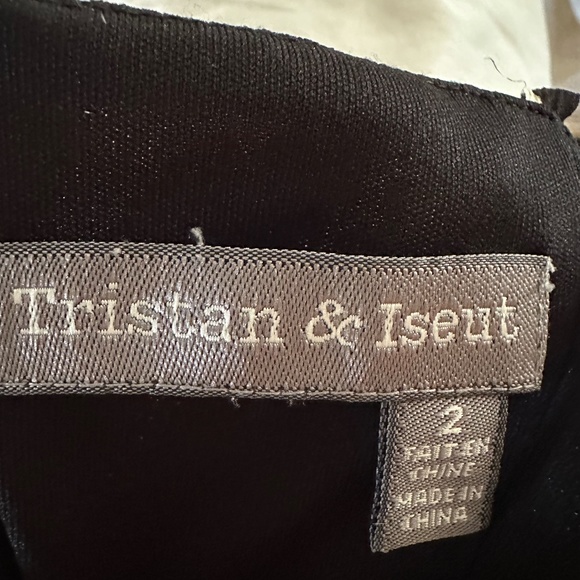 Tristan & Iseut
2
FAIT EN
CHINE
MADE IN
CHINA